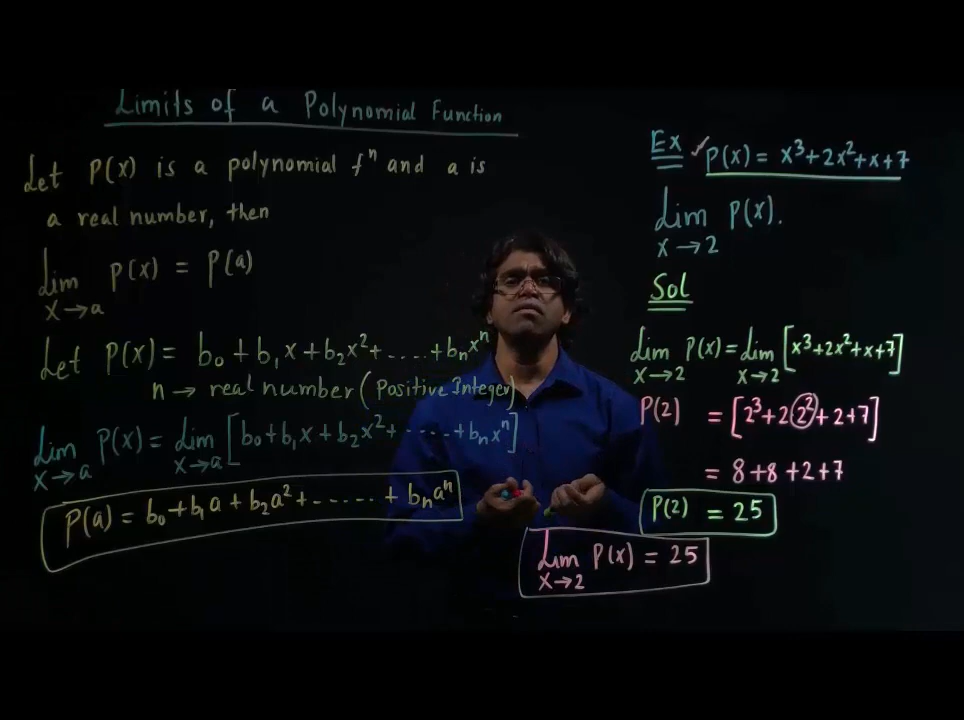 Limits of a Polynomial Function
Let P(x) is a polynomial fⁿ and a is
a real number, then
Lim P(x) = P(a)
x→a
Let P(x) = b₀ + b₁x + b₂x² + .... + bₙxⁿ
n → real number (Positive Integer)
Lim P(x) = Lim [b₀+b₁x + b₂x² + ..... + bₙxⁿ]
x→a x→a
P(a) = b₀ + b₁a + b₂a² + ..... + bₙaⁿ
Ex ✓ P(x) = x³+2x²+x+7
Lim P(x).
x→2
Sol
Lim P(x) = Lim [x³+2x²+x+7]
x→2 x→2
P(2) = [2³+2 2²+2+7]
= 8+8+2+7
P(2) = 25
Lim P(x) = 25
x→2